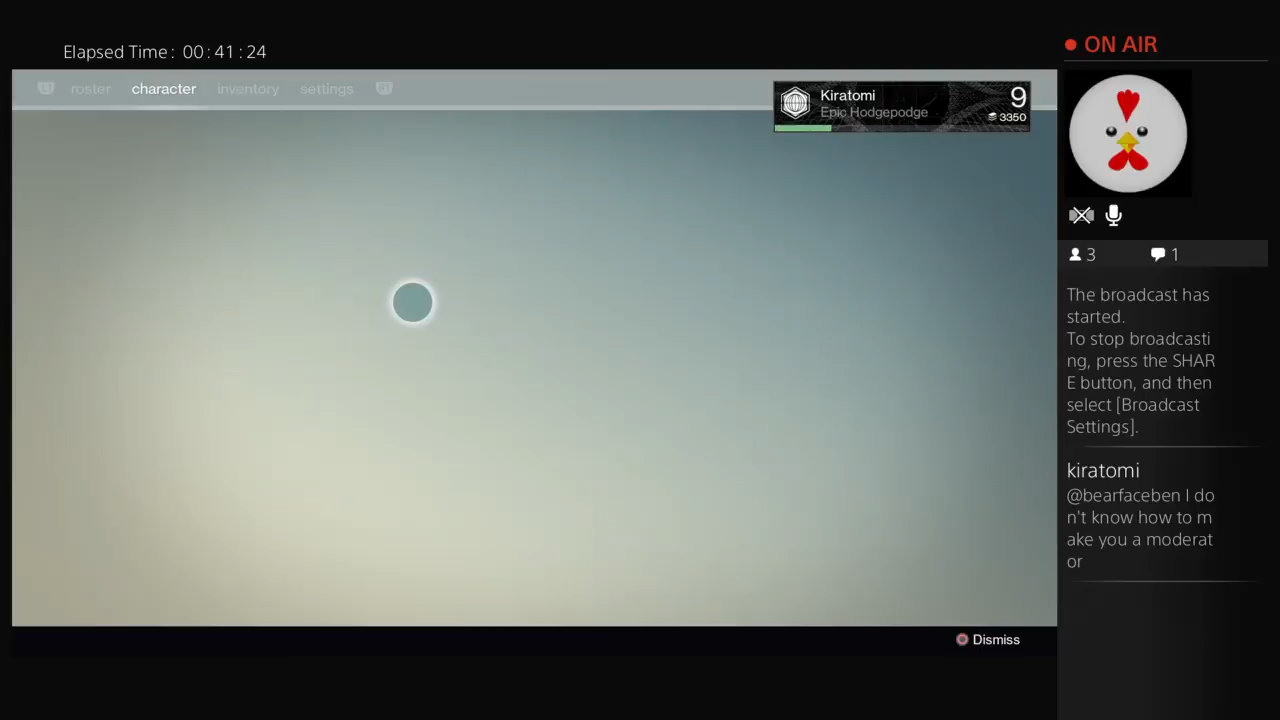 Elapsed Time: 00:41:24
ON AIR
roster character inventory settings
Kiratomi
Epic Hodgepodge
9
3350
3 1
The broadcast has
started.
To stop broadcasti
ng, press the SHAR
E button, and then
select [Broadcast
Settings].
kiratomi
@bearfaceben I do
n't know how to m
ake you a moderat
or
Dismiss